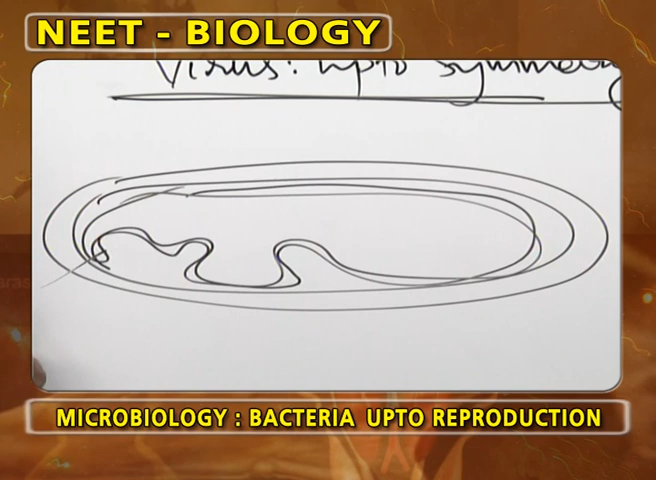 NEET - BIOLOGY
Virus: upto symmetry
MICROBIOLOGY : BACTERIA UPTO REPRODUCTION